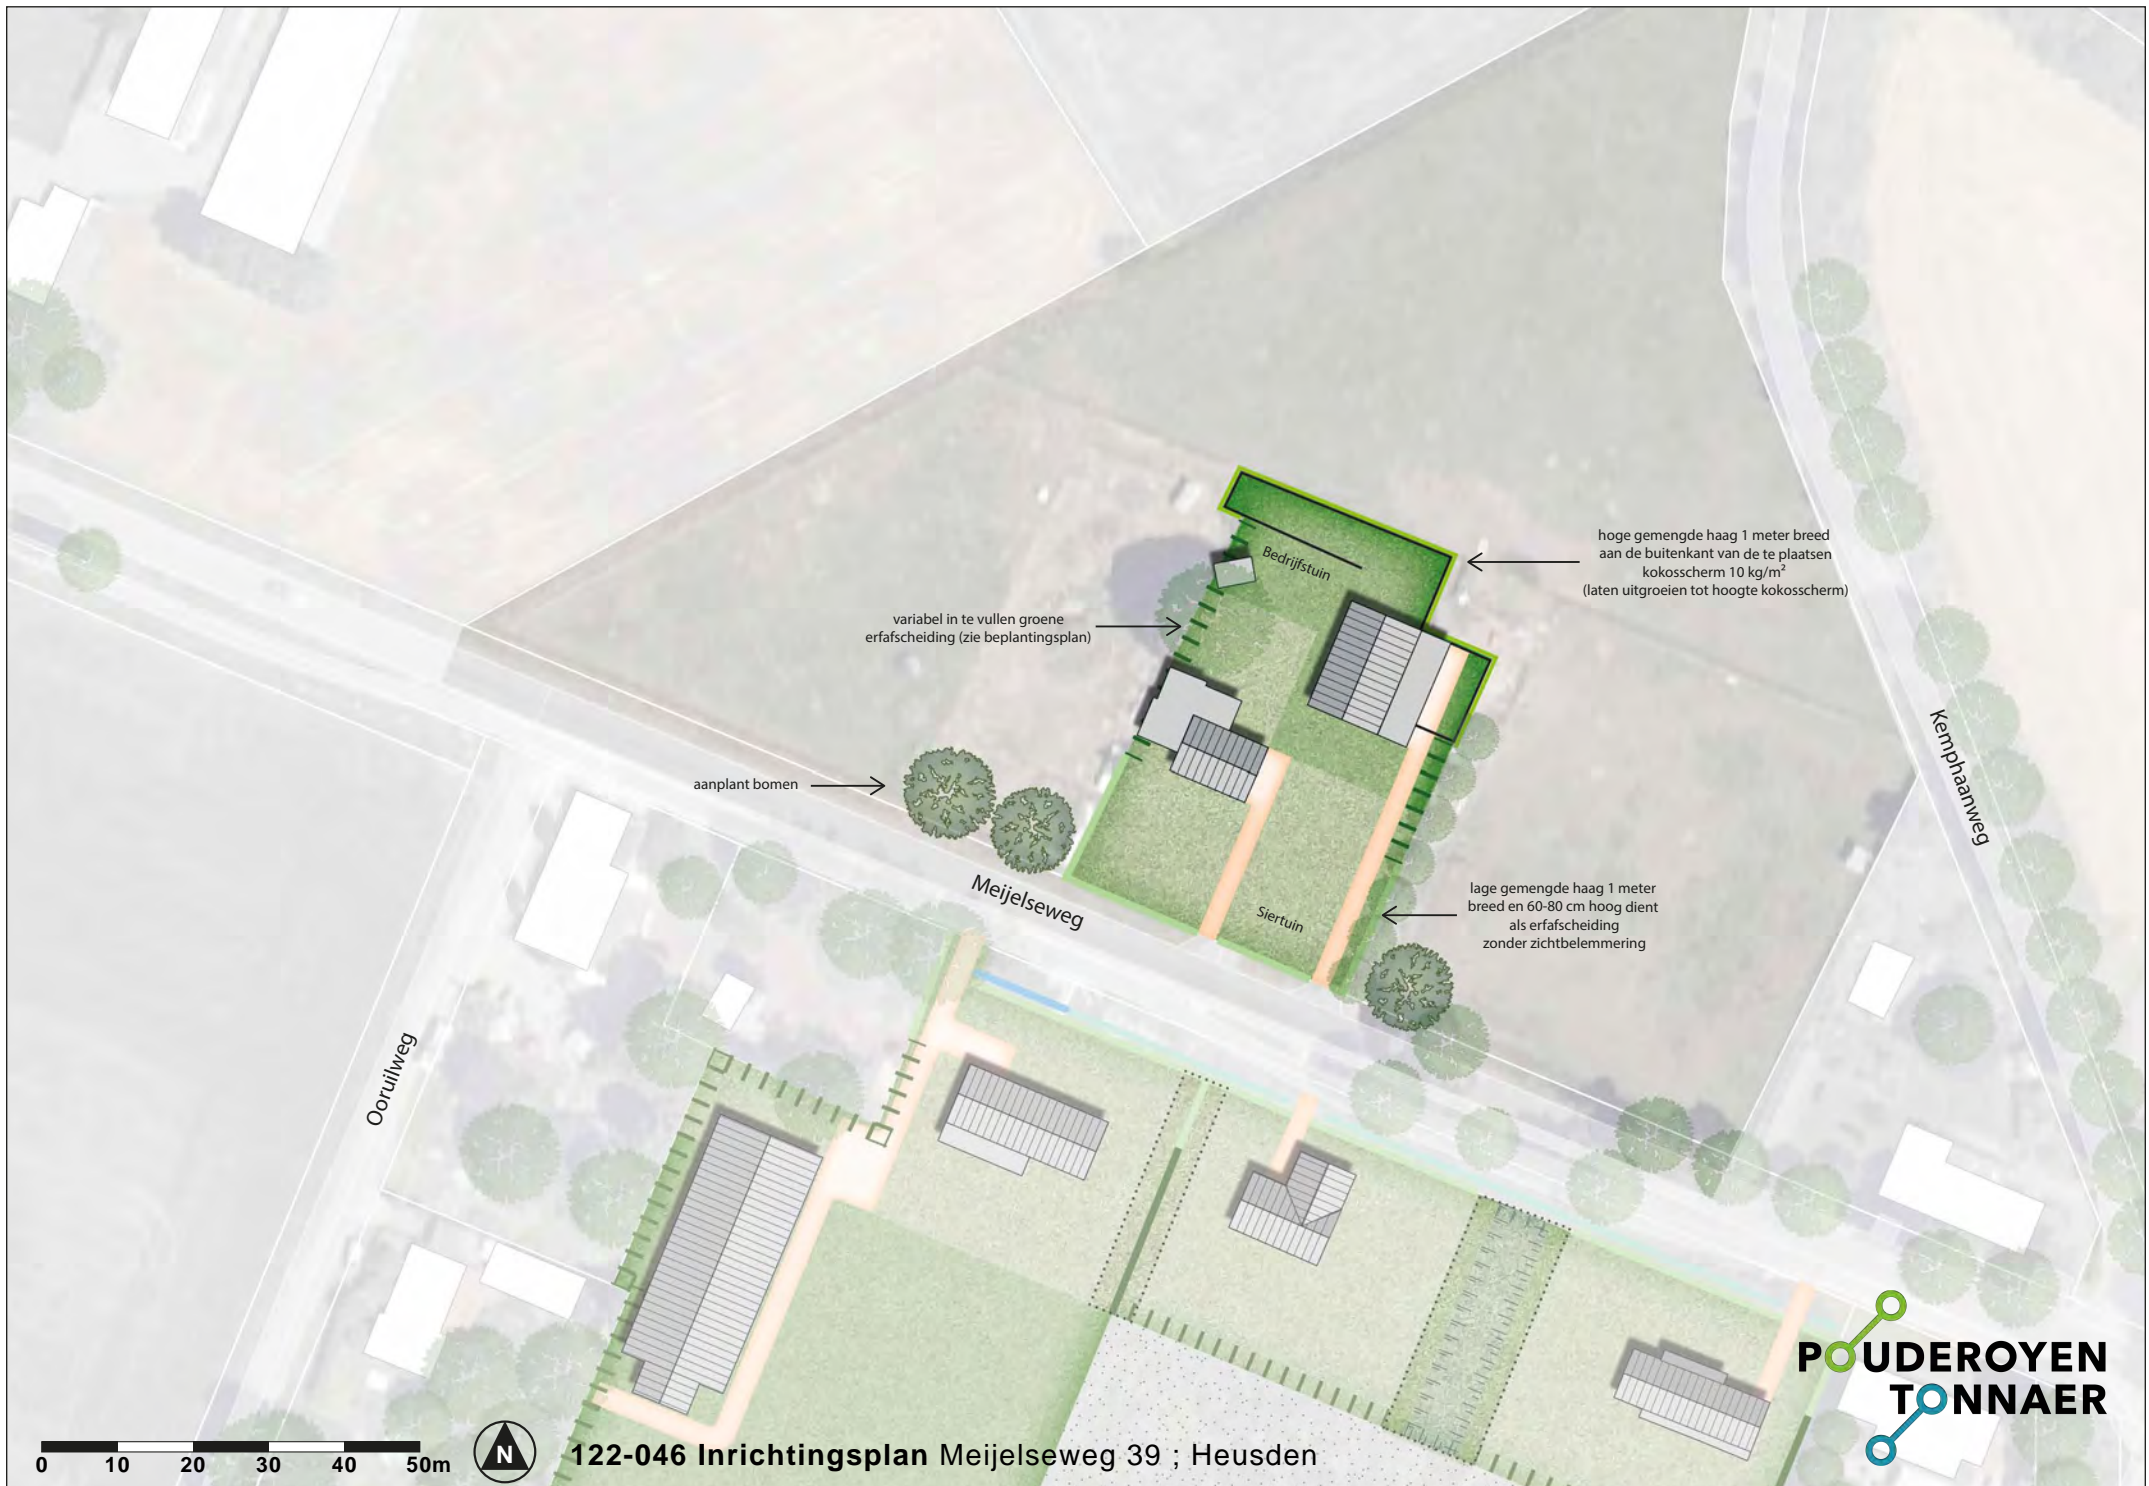 hoge gemengde haag 1 meter breed
aan de buitenkant van de te plaatsen
kokosscherm 10 kg/m²
(laten uitgroeien tot hoogte kokosscherm)
Bedrijfstuin
variabel in te vullen groene
erfafscheiding (zie beplantingsplan)
Kemphaanweg
aanplant bomen
Meijelseweg
Siertuin
lage gemengde haag 1 meter
breed en 60-80 cm hoog dient
als erfafscheiding
zonder zichtbelemmering
Ooruilweg
POUDEROYEN
TONNAER
0 10 20 30 40 50m
N
122-046 Inrichtingsplan Meijelseweg 39 ; Heusden